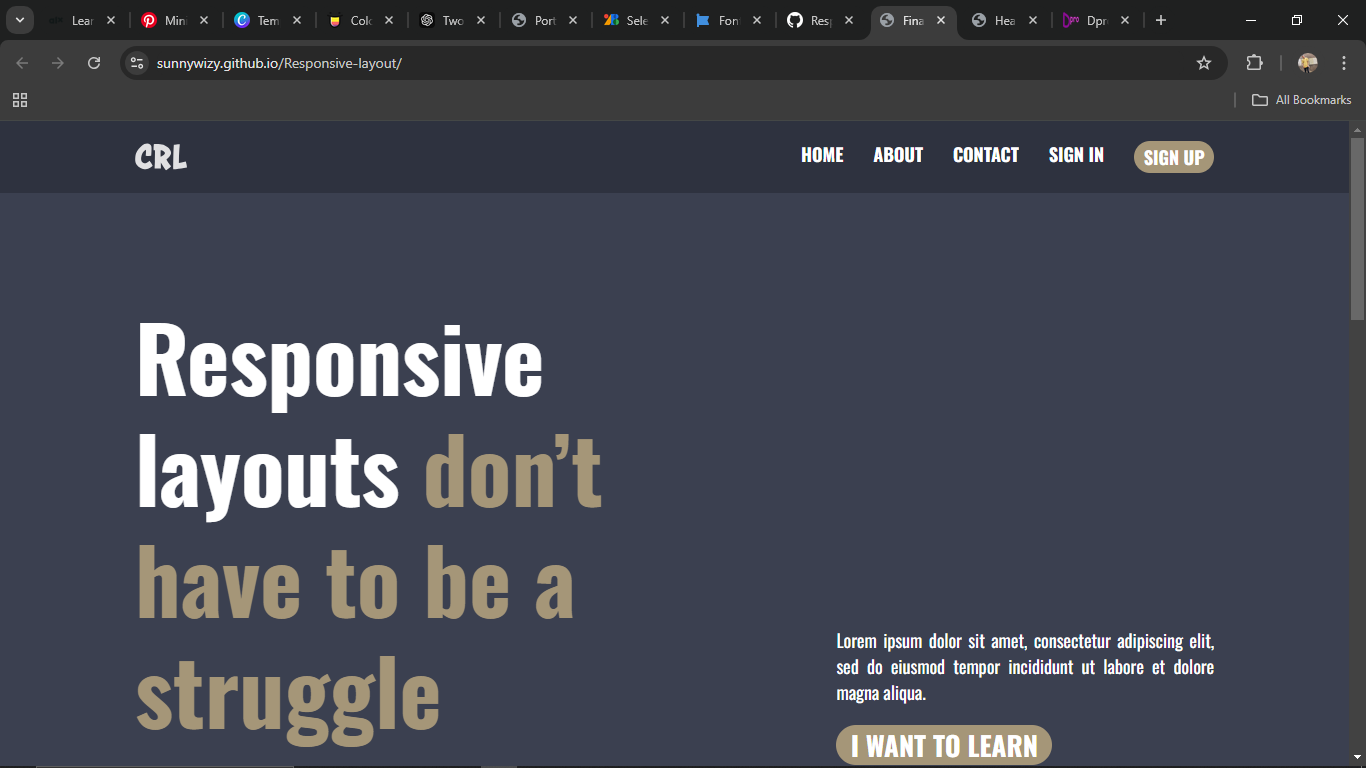 Lear
Mini
Tem
Colo
Two
Port
Sele
Fon
Resp
Fina
Hea
Dpro
Dpr
sunnywizy.github.io/Responsive-layout/
All Bookmarks
CRL
HOME ABOUT CONTACT SIGN IN SIGN UP
Responsive
layouts don’t
have to be a
struggle
Lorem ipsum dolor sit amet, consectetur adipiscing elit,
sed do eiusmod tempor incididunt ut labore et dolore
magna aliqua.
I WANT TO LEARN